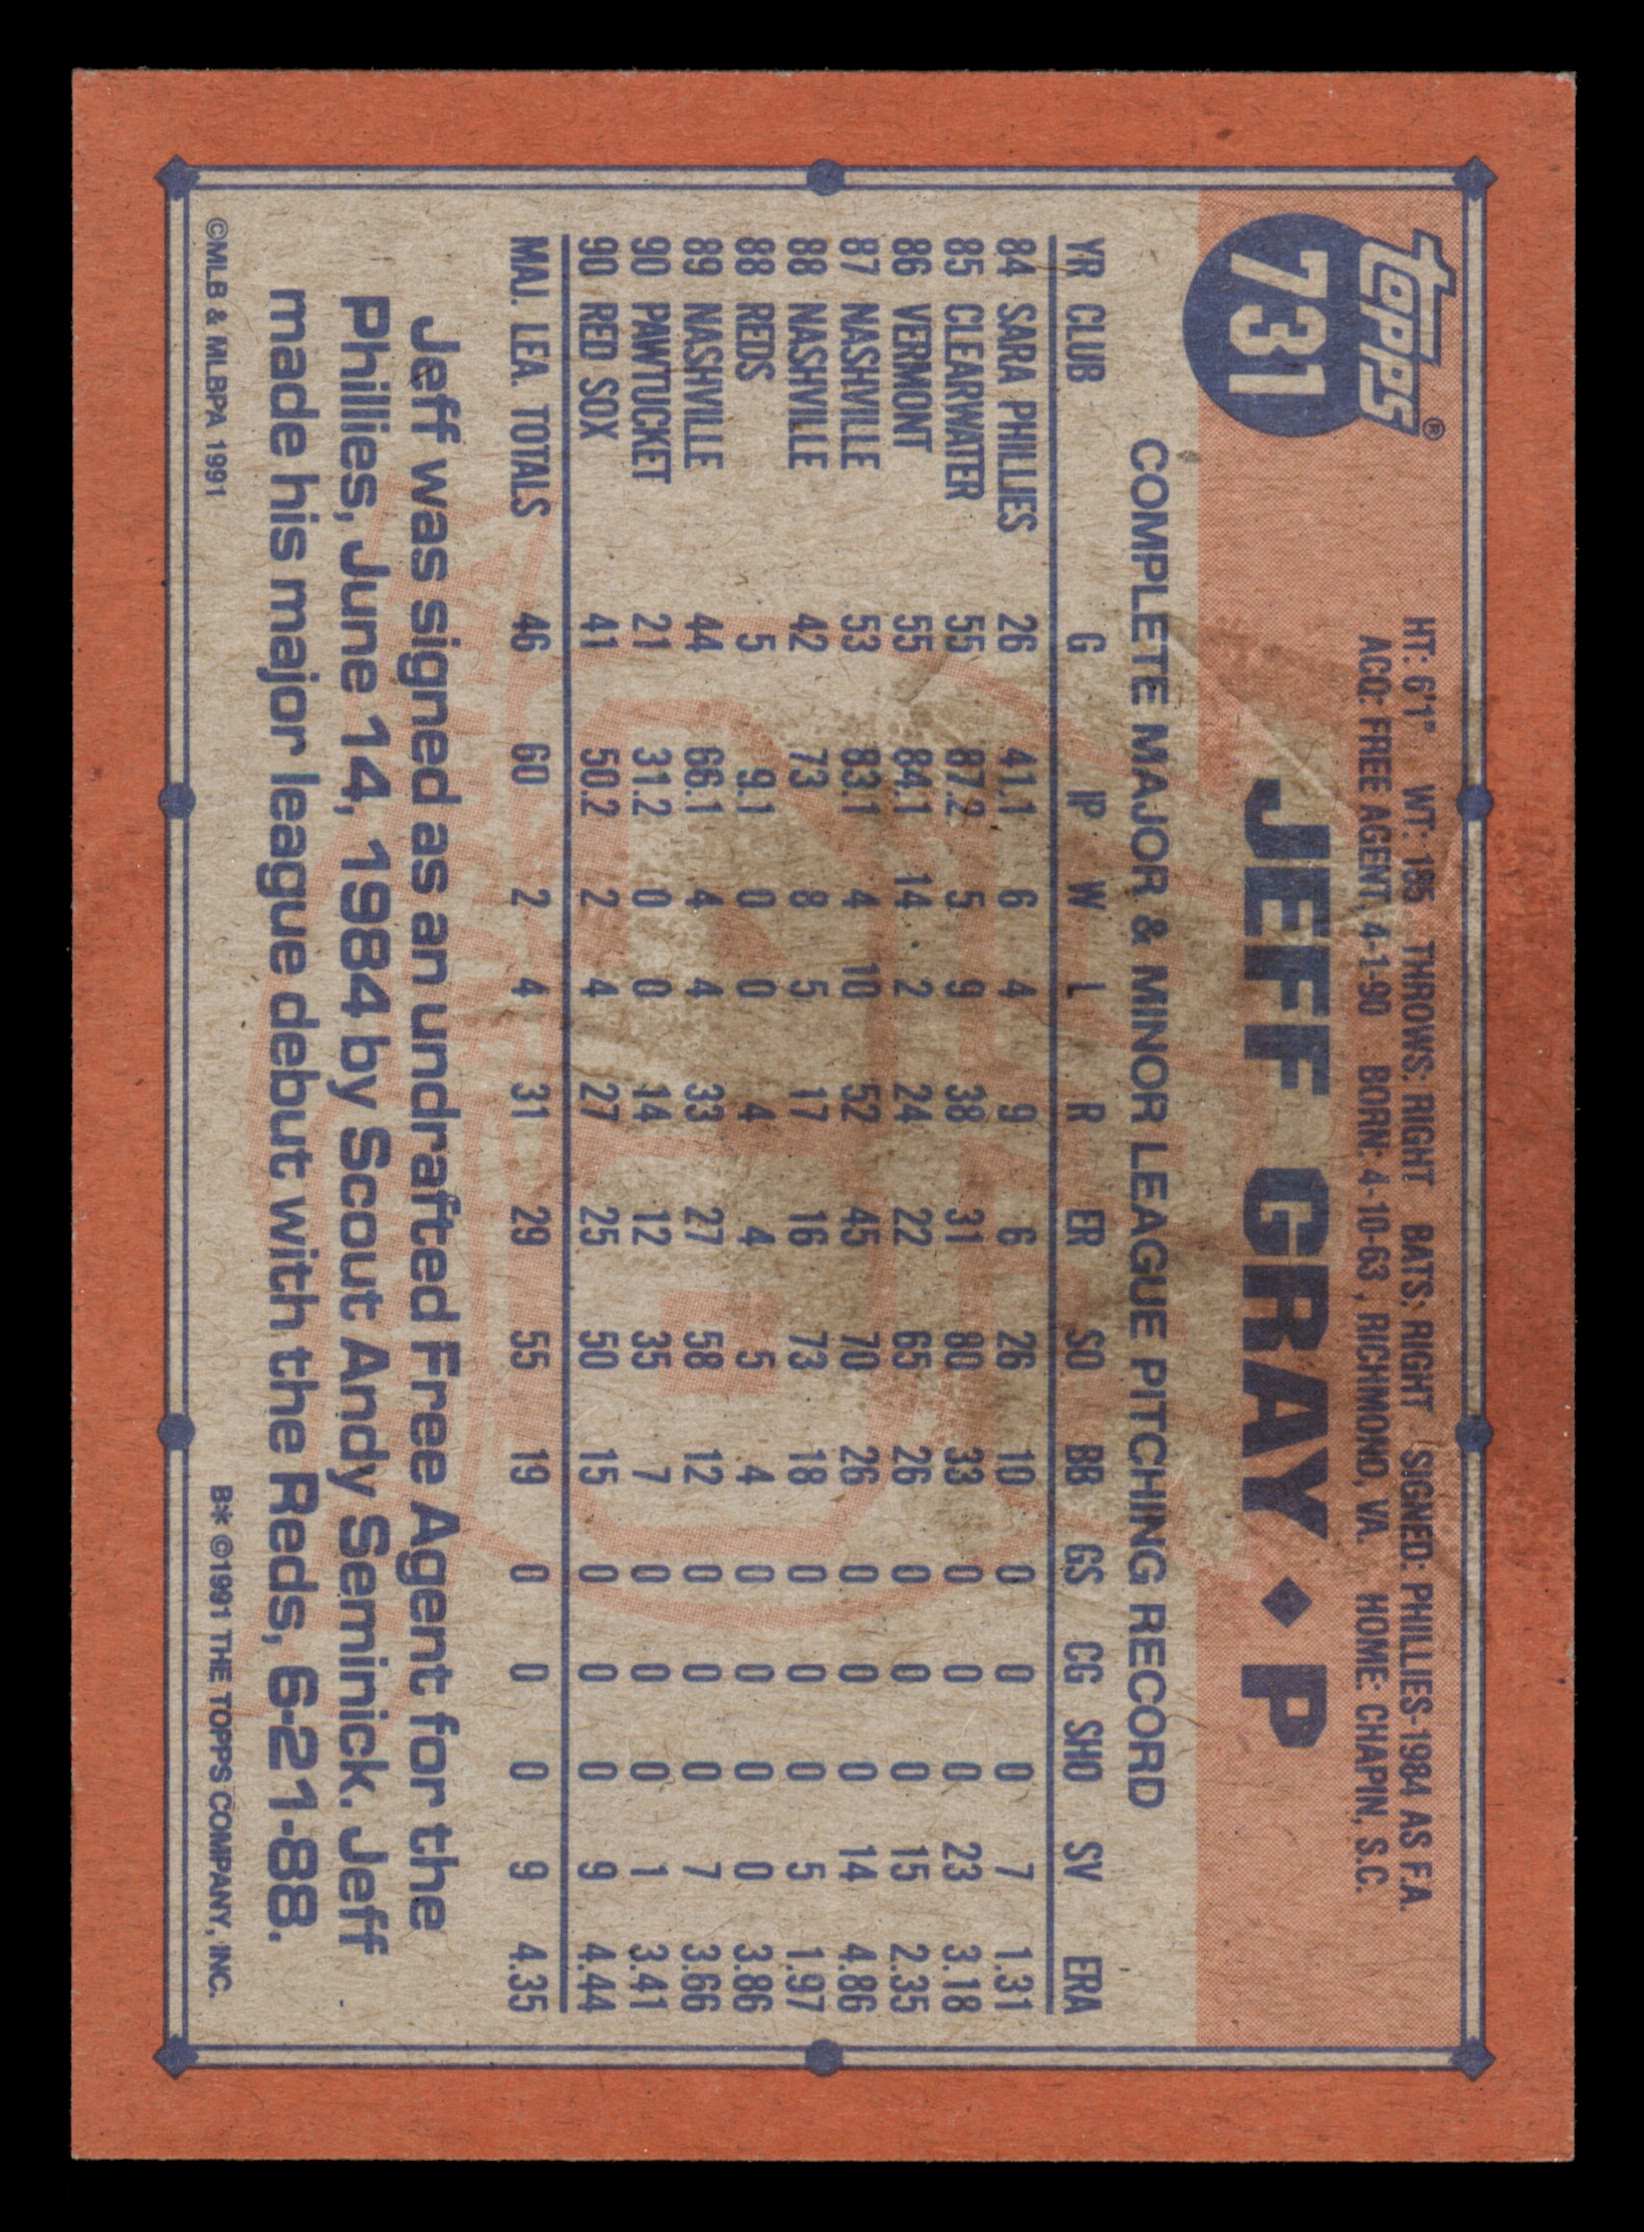 topps®
731
HT: 6'1" WT: 185 THROWS: RIGHT BATS: RIGHT SIGNED: PHILLIES-1984 AS F.A.
ACQ: FREE AGENT, 4-1-90 BORN: 4-10-63, RICHMOND, VA. HOME: CHAPIN, S.C.
JEFF GRAY ◆ P
COMPLETE MAJOR & MINOR LEAGUE PITCHING RECORD
YR CLUB G IP W L R ER SO BB GS CG SHO SV ERA
84 SARA PHILLIES 26 41.1 6 4 9 6 26 10 0 0 0 7 1.31
85 CLEARWATER 55 87.2 5 9 38 31 80 33 0 0 0 23 3.18
86 VERMONT 55 84.1 14 2 24 22 65 26 0 0 0 15 2.35
87 NASHVILLE 53 83.1 4 10 52 45 70 26 0 0 0 14 4.86
88 NASHVILLE 42 73 8 5 17 16 73 18 0 0 0 5 1.97
88 REDS 5 9.1 0 0 4 4 5 4 0 0 0 0 3.86
89 NASHVILLE 44 66.1 4 4 33 27 58 12 0 0 0 7 3.66
90 PAWTUCKET 21 31.2 0 0 14 12 35 7 0 0 0 1 3.41
90 RED SOX 41 50.2 2 4 27 25 50 15 0 0 0 9 4.44
MAJ. LEA. TOTALS 46 60 2 4 31 29 55 19 0 0 0 9 4.35
Jeff was signed as an undrafted Free Agent for the
Phillies, June 14, 1984 by Scout Andy Seminick. Jeff
made his major league debut with the Reds, 6-21-88.
©MLB & MLBPA 1991 B* ©1991 THE TOPPS COMPANY, INC.